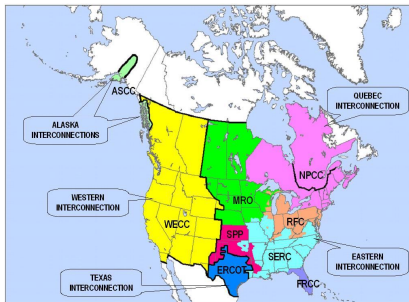 ASCC
QUEBEC
INTERCONNECTION
ALASKA
INTERCONNECTIONS
NPCC
MRO
WESTERN
INTERCONNECTION
RFC
WECC
SPP
SERC
EASTERN
INTERCONNECTION
ERCOT
TEXAS
INTERCONNECTION
FRCC